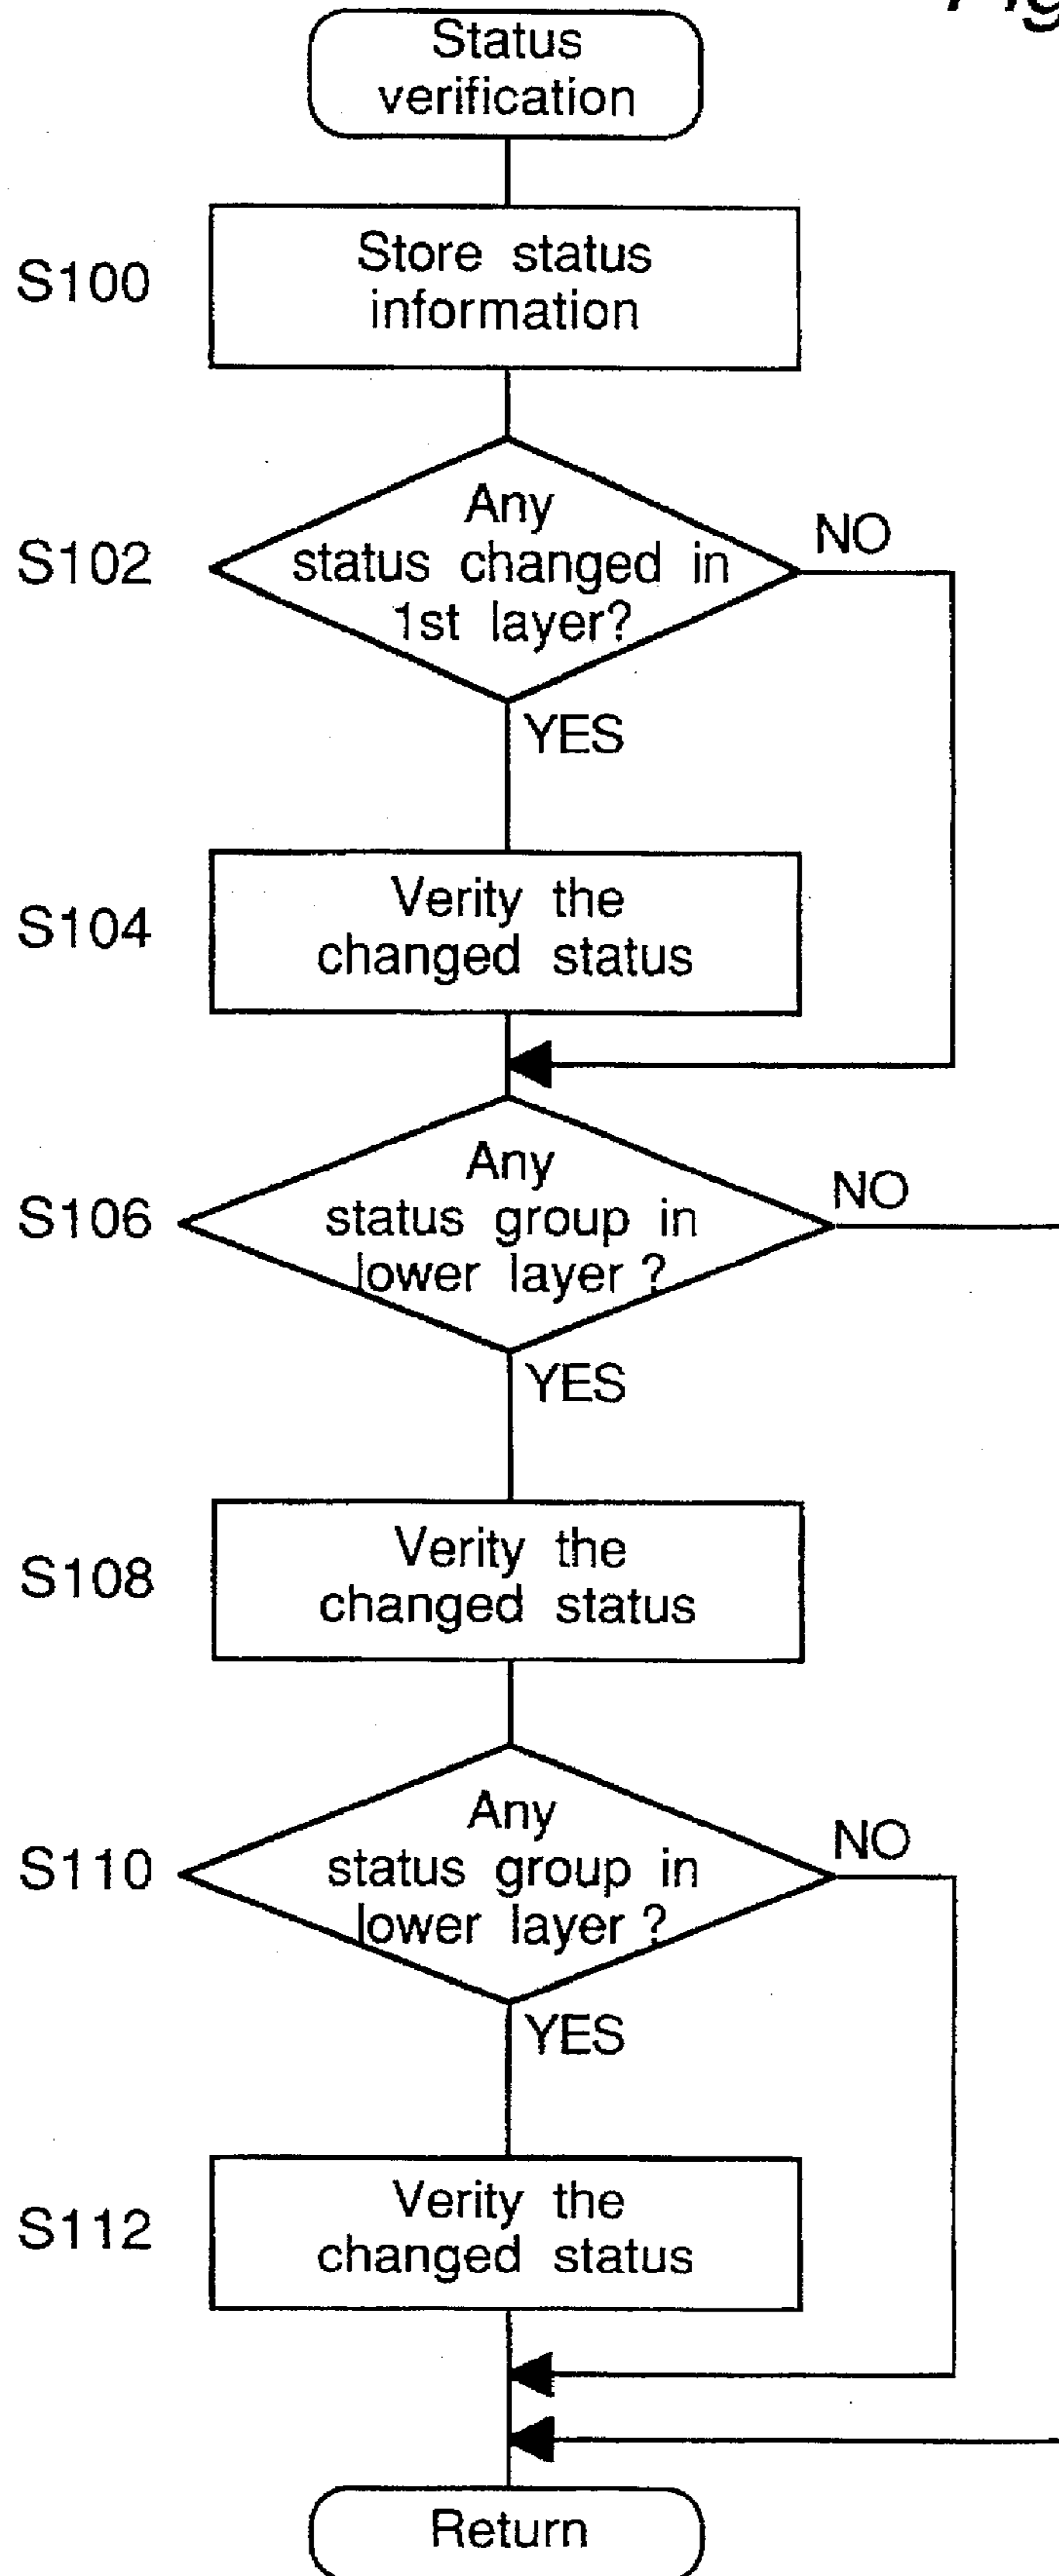 Status
verification
S100
Store status
information
S102
Any
status changed in
1st layer?
NO
YES
S104
Verity the
changed status
S106
Any
status group in
lower layer ?
NO
YES
S108
Verity the
changed status
S110
Any
status group in
lower layer ?
NO
YES
S112
Verity the
changed status
Return